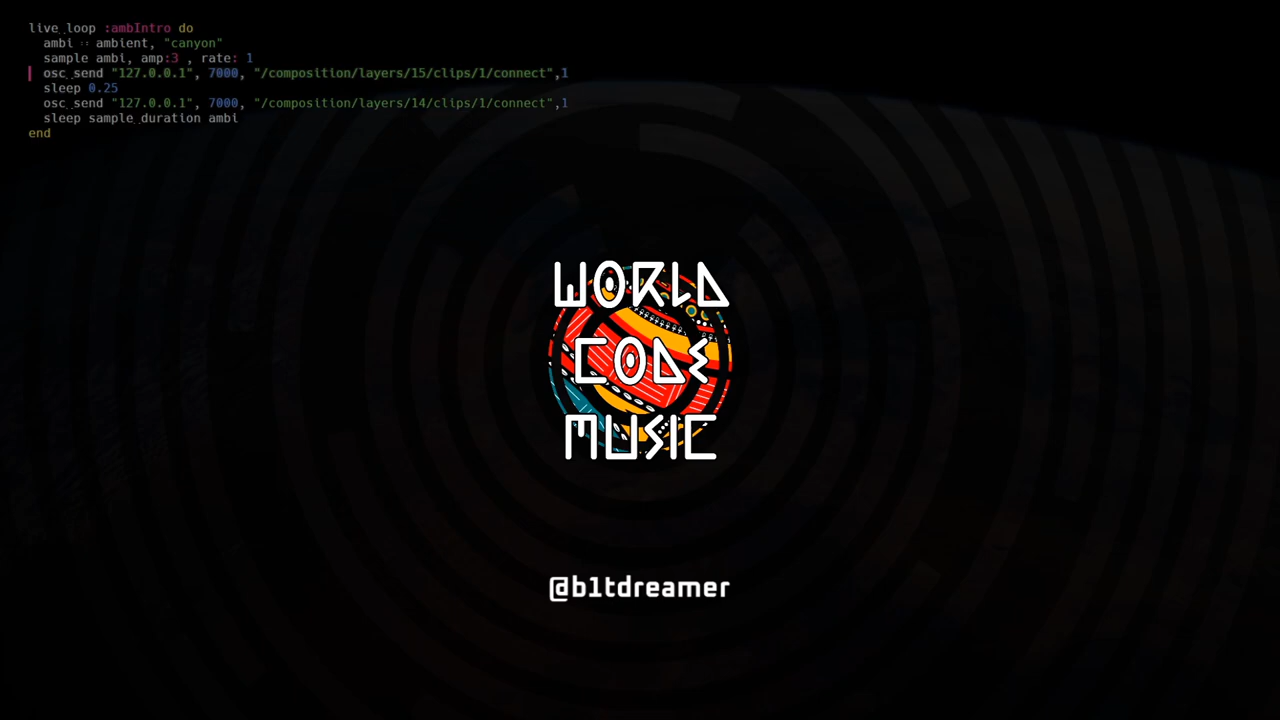 live_loop :ambIntro do
ambi = ambient, "canyon"
sample ambi, amp:3 , rate: 1
osc_send "127.0.0.1", 7000, "/composition/layers/15/clips/1/connect",1
sleep 0.25
osc_send "127.0.0.1", 7000, "/composition/layers/14/clips/1/connect",1
sleep sample_duration ambi
end
WORLD
CODE
MUSIC
@b1tdreamer